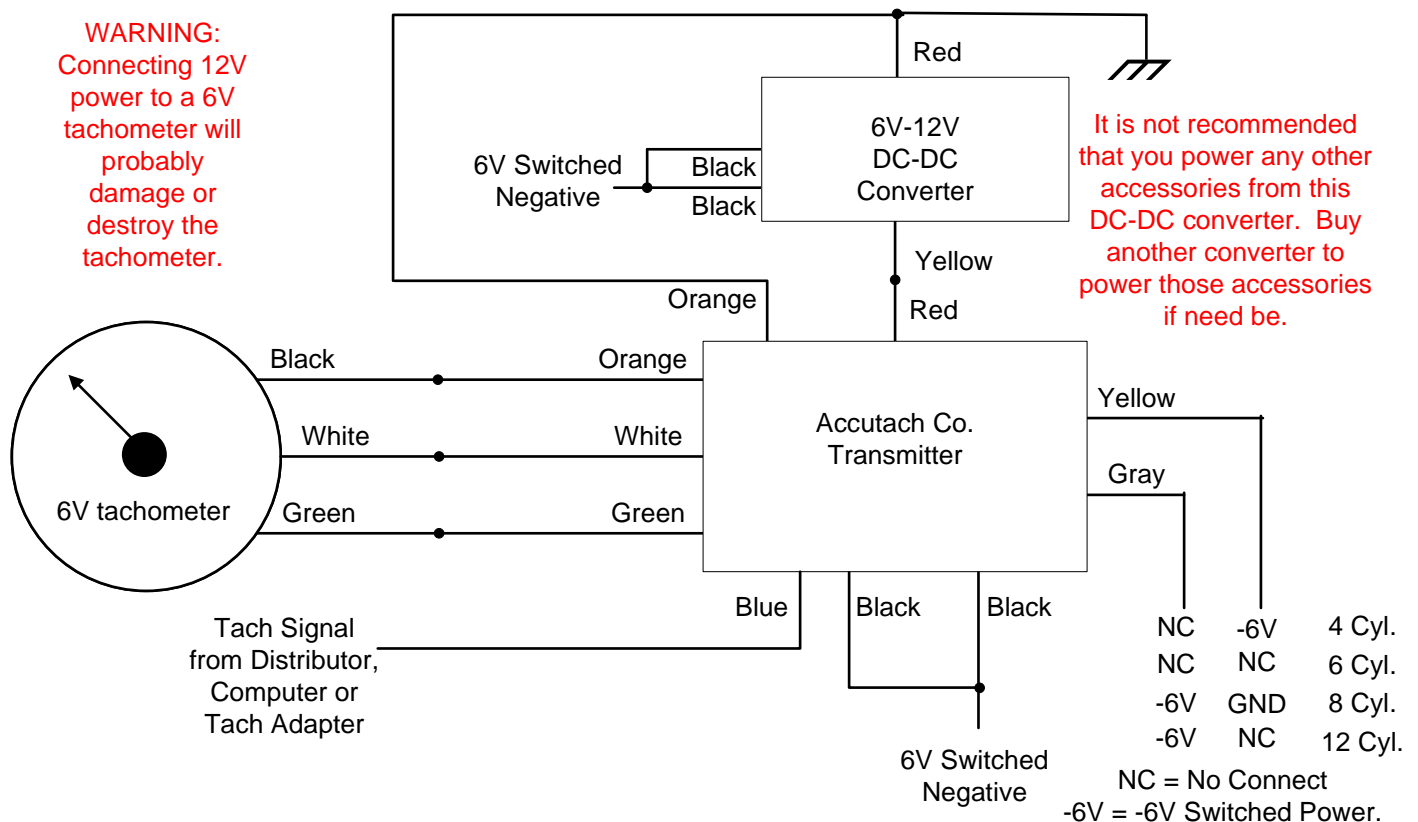 WARNING:
Connecting 12V
power to a 6V
tachometer will
probably
damage or
destroy the
tachometer.
Red
6V-12V
DC-DC
Converter
6V Switched
Negative
Black
Black
It is not recommended
that you power any other
accessories from this
DC-DC converter.  Buy
another converter to
power those accessories
if need be.
Yellow
Orange
Red
Black
Orange
White
White
6V tachometer
Green
Green
Accutach Co.
Transmitter
Yellow
Gray
Blue
Black
Black
Tach Signal
from Distributor,
Computer or
Tach Adapter
6V Switched
Negative
NC -6V 4 Cyl.
NC NC 6 Cyl.
-6V GND 8 Cyl.
-6V NC 12 Cyl.
NC = No Connect
-6V = -6V Switched Power.